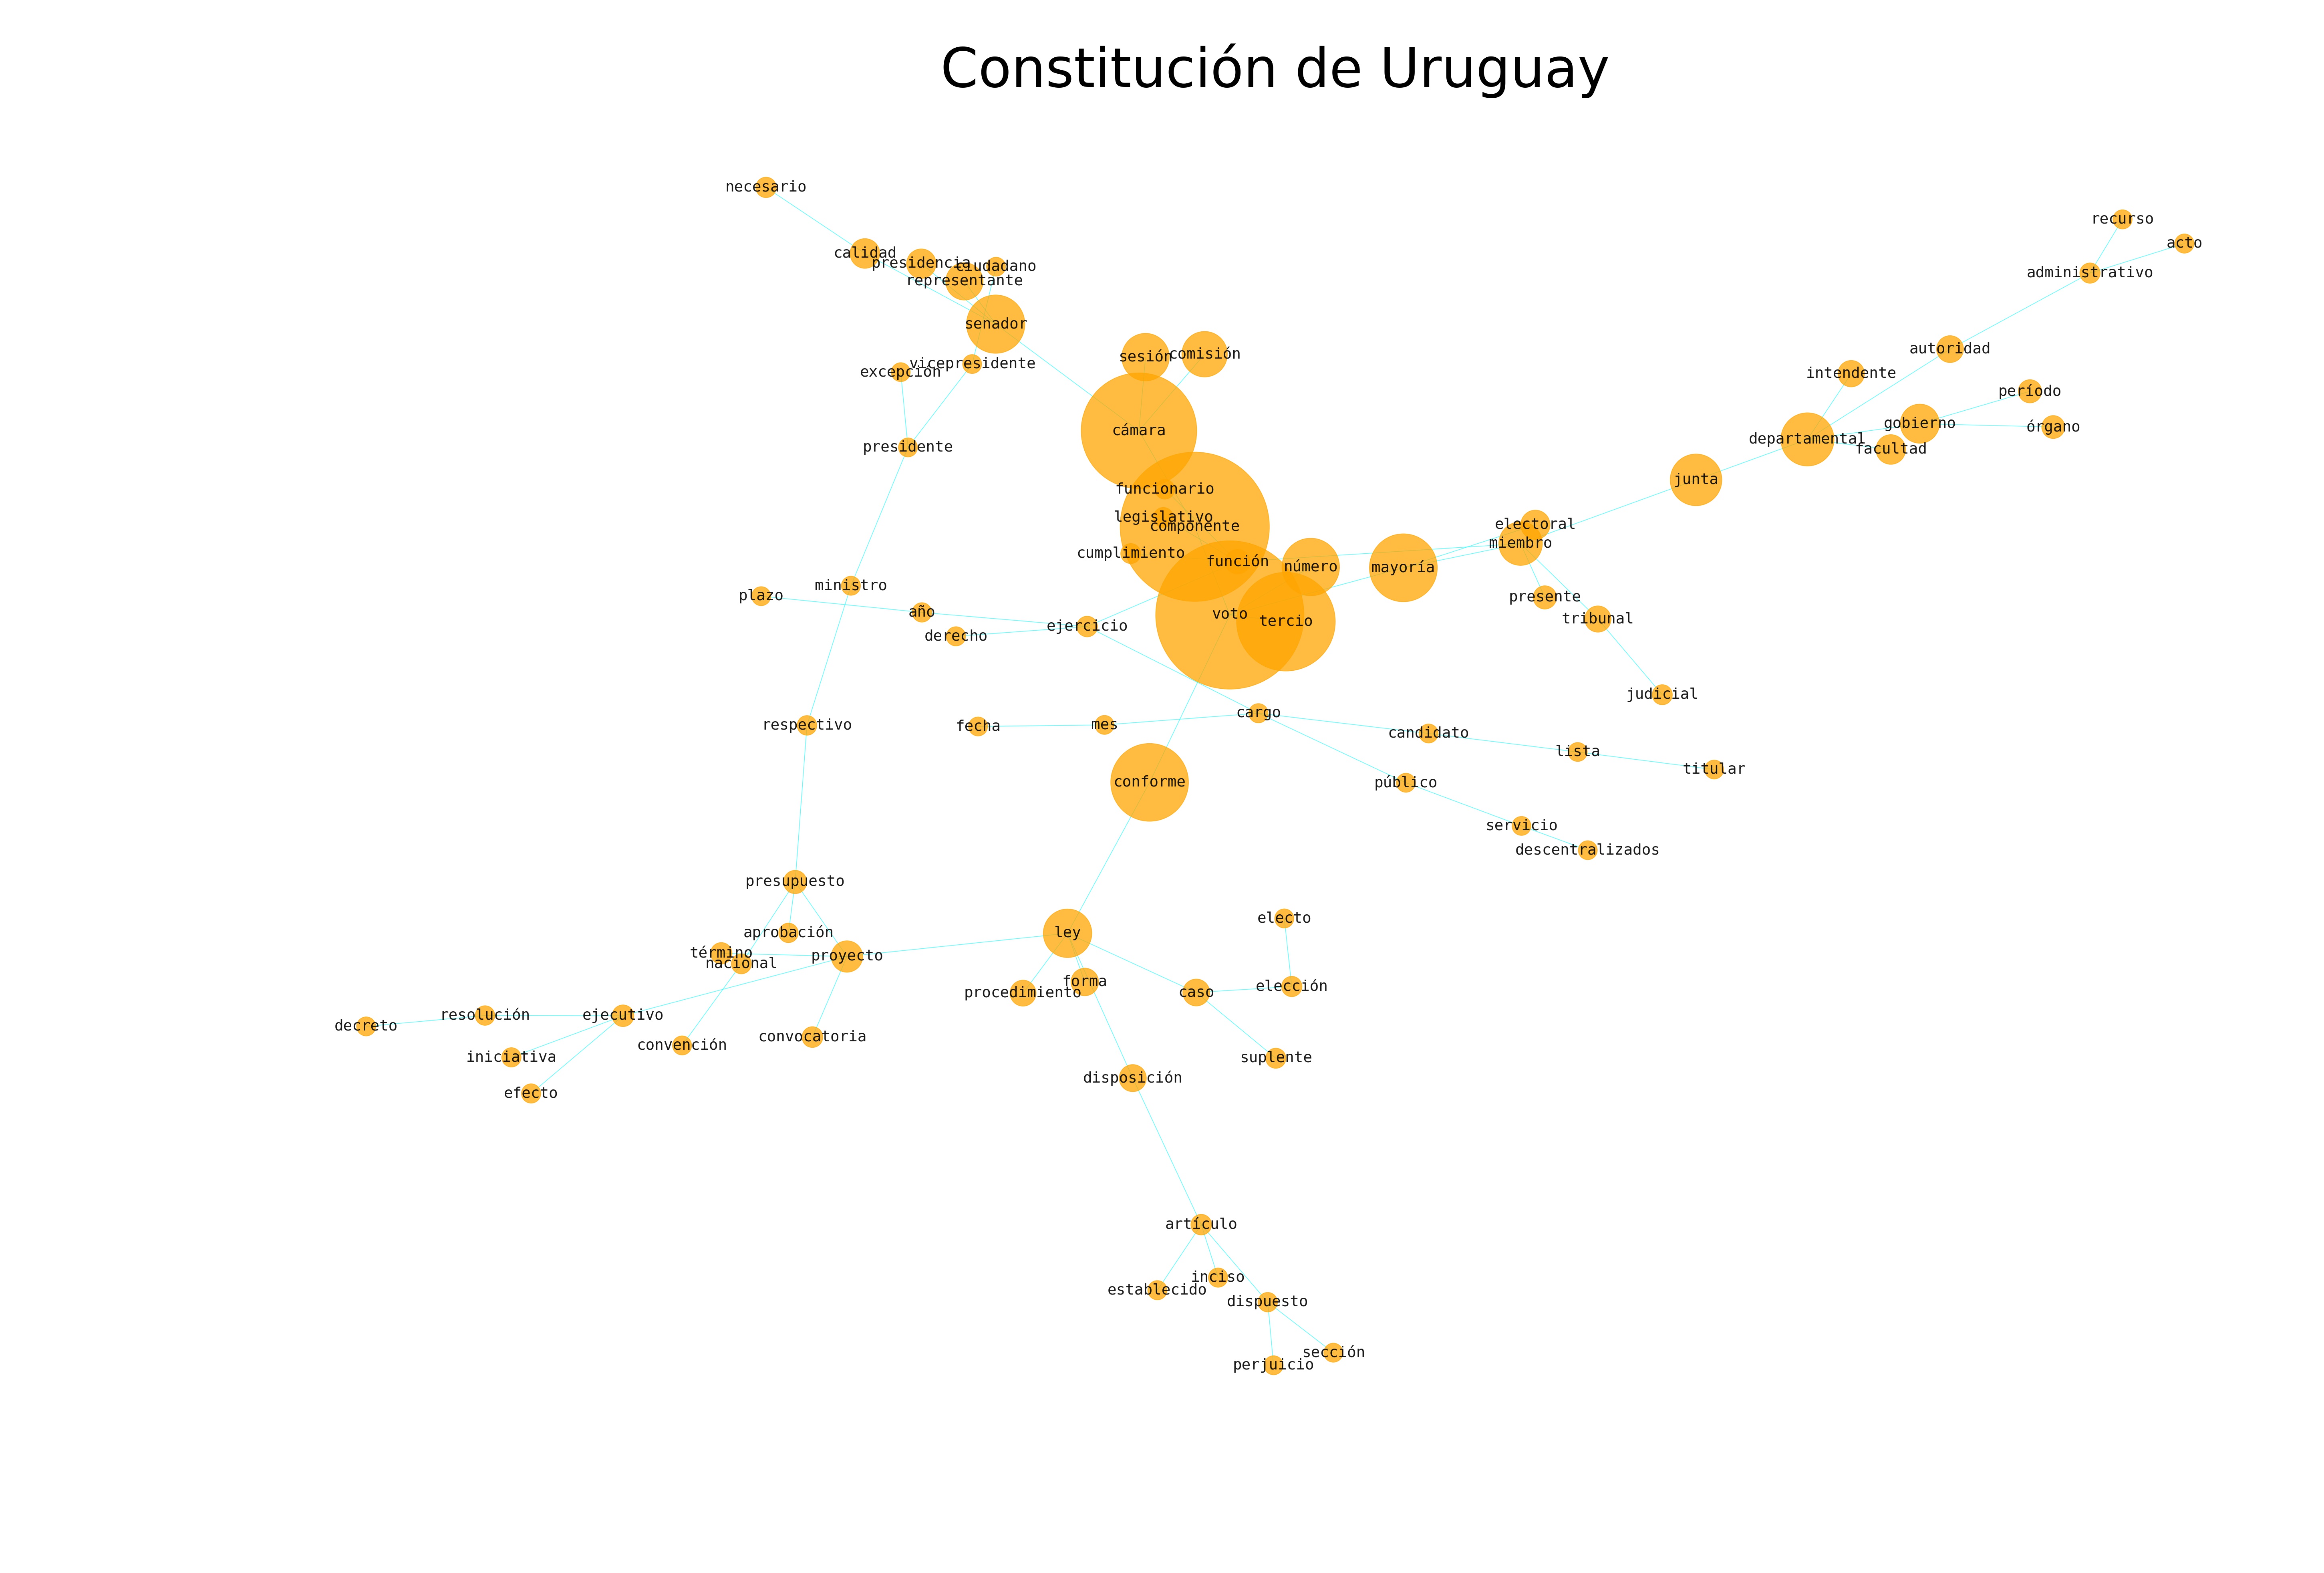 Constitución de Uruguay
necesario
recurso
acto
calidad
presidencia
ciudadano
representante
administrativo
senador
sesión
comisión
autoridad
vicepresidente
excepción
intendente
período
cámara
gobierno
órgano
departamental
presidente
facultad
junta
funcionario
legislativo
componente
electoral
miembro
cumplimiento
función
número
mayoría
ministro
plazo
presente
año
voto
tercio
tribunal
derecho
ejercicio
judicial
respectivo
fecha
mes
cargo
candidato
lista
titular
conforme
público
servicio
descentralizados
presupuesto
electo
aprobación
ley
término
nacional
proyecto
forma
procedimiento
caso
elección
resolución
ejecutivo
decreto
convocatoria
convención
iniciativa
suplente
disposición
efecto
artículo
inciso
establecido
dispuesto
sección
perjuicio